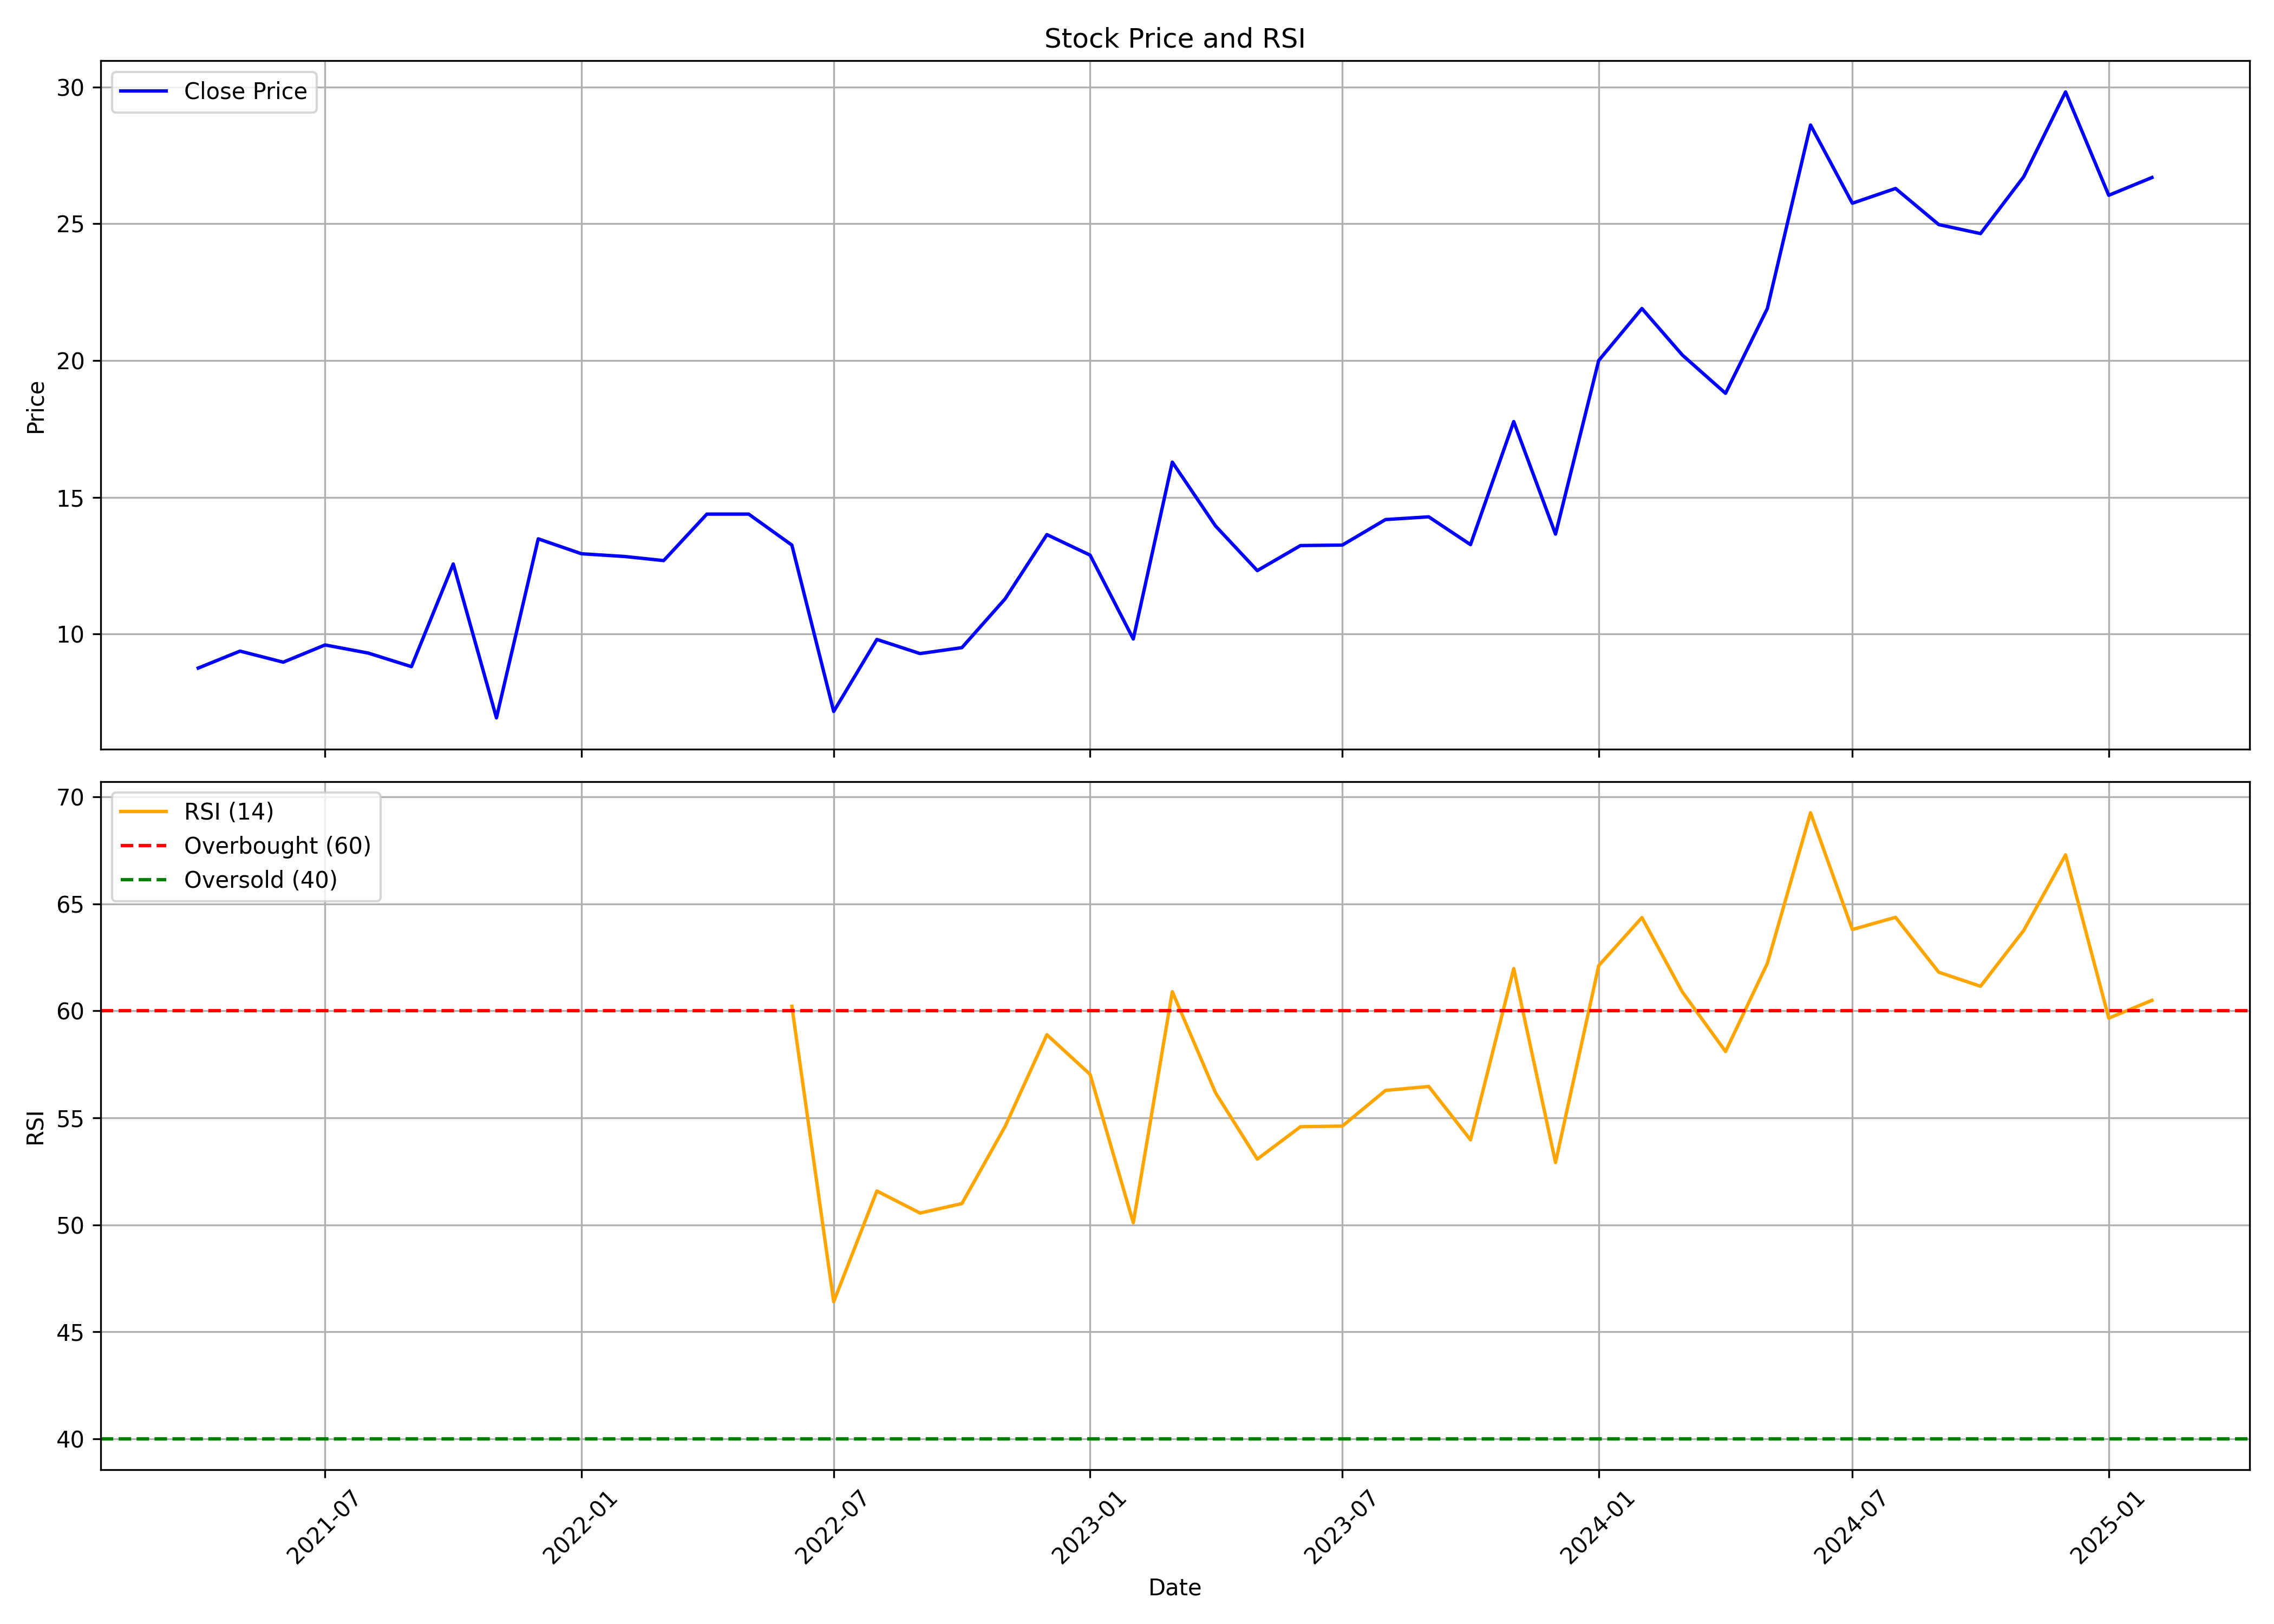 Stock Price and RSI
Close Price
30
25
20
15
10
Price
RSI (14)
Overbought (60)
Oversold (40)
70
65
60
55
50
45
40
RSI
2021-07
2022-01
2022-07
2023-01
2023-07
2024-01
2024-07
2025-01
Date